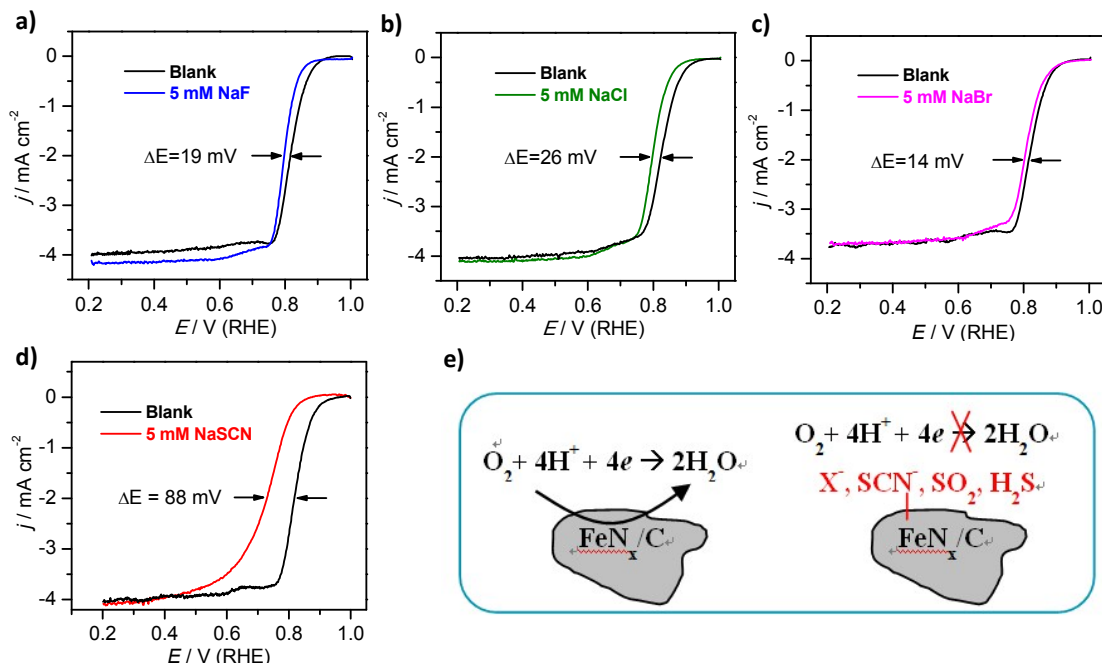 a)
0
-1
-2
-3
-4
j / mA cm-2
Blank
5 mM NaF
ΔE=19 mV
0.2 0.4 0.6 0.8 1.0
E / V (RHE)
b)
0
-1
-2
-3
-4
j / mA cm-2
Blank
5 mM NaCl
ΔE=26 mV
0.2 0.4 0.6 0.8 1.0
E / V (RHE)
c)
0
-1
-2
-3
-4
j / mA cm-2
Blank
5 mM NaBr
ΔE=14 mV
0.2 0.4 0.6 0.8 1.0
E / V (RHE)
d)
0
-1
-2
-3
-4
j / mA cm-2
Blank
5 mM NaSCN
ΔE = 88 mV
0.2 0.4 0.6 0.8 1.0
E / V (RHE)
e)
O2 + 4H+ + 4e → 2H2O
FeNx/C
O2 + 4H+ + 4e → 2H2O
X-, SCN-, SO2, H2S
FeNx/C